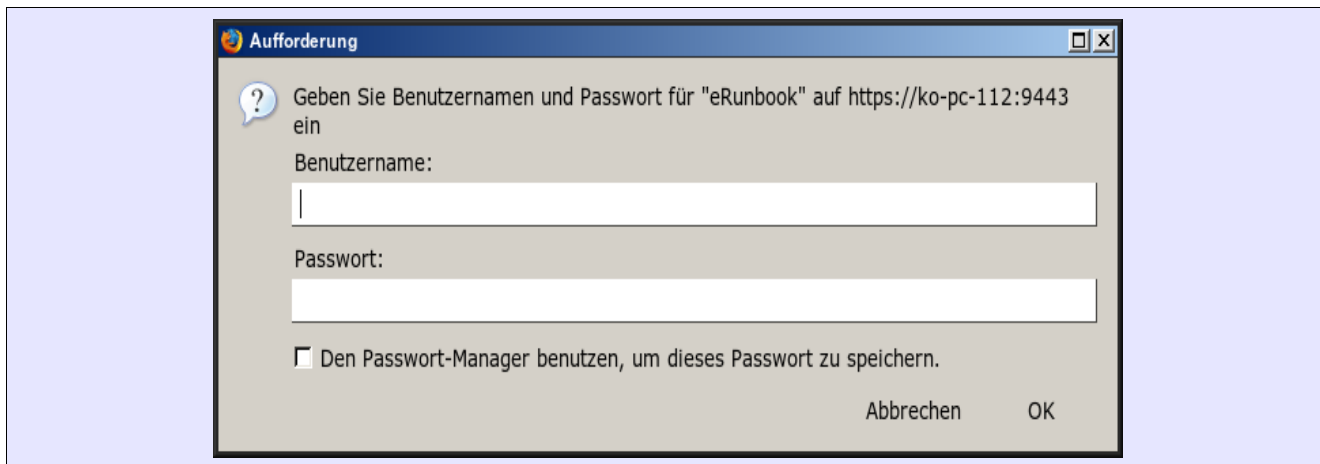 Aufforderung
Geben Sie Benutzernamen und Passwort für "eRunbook" auf https://ko-pc-112:9443
ein
Benutzername:
Passwort:
Den Passwort-Manager benutzen, um dieses Passwort zu speichern.
Abbrechen OK